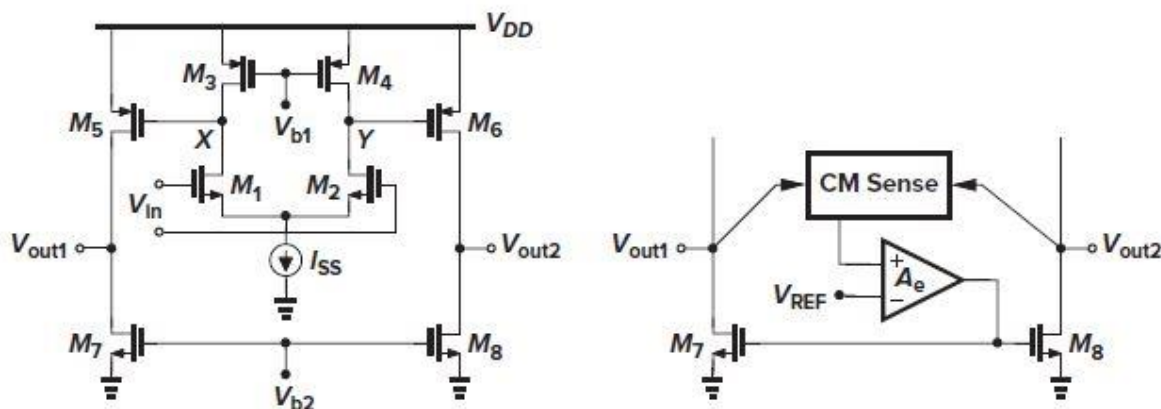 V_DD
M_3
M_4
M_5
X
V_b1
Y
M_6
M_1
M_2
V_in
V_out1
I_SS
V_out2
M_7
M_8
V_b2
CM Sense
V_out1
V_out2
+
A_e
V_REF
−
M_7
M_8